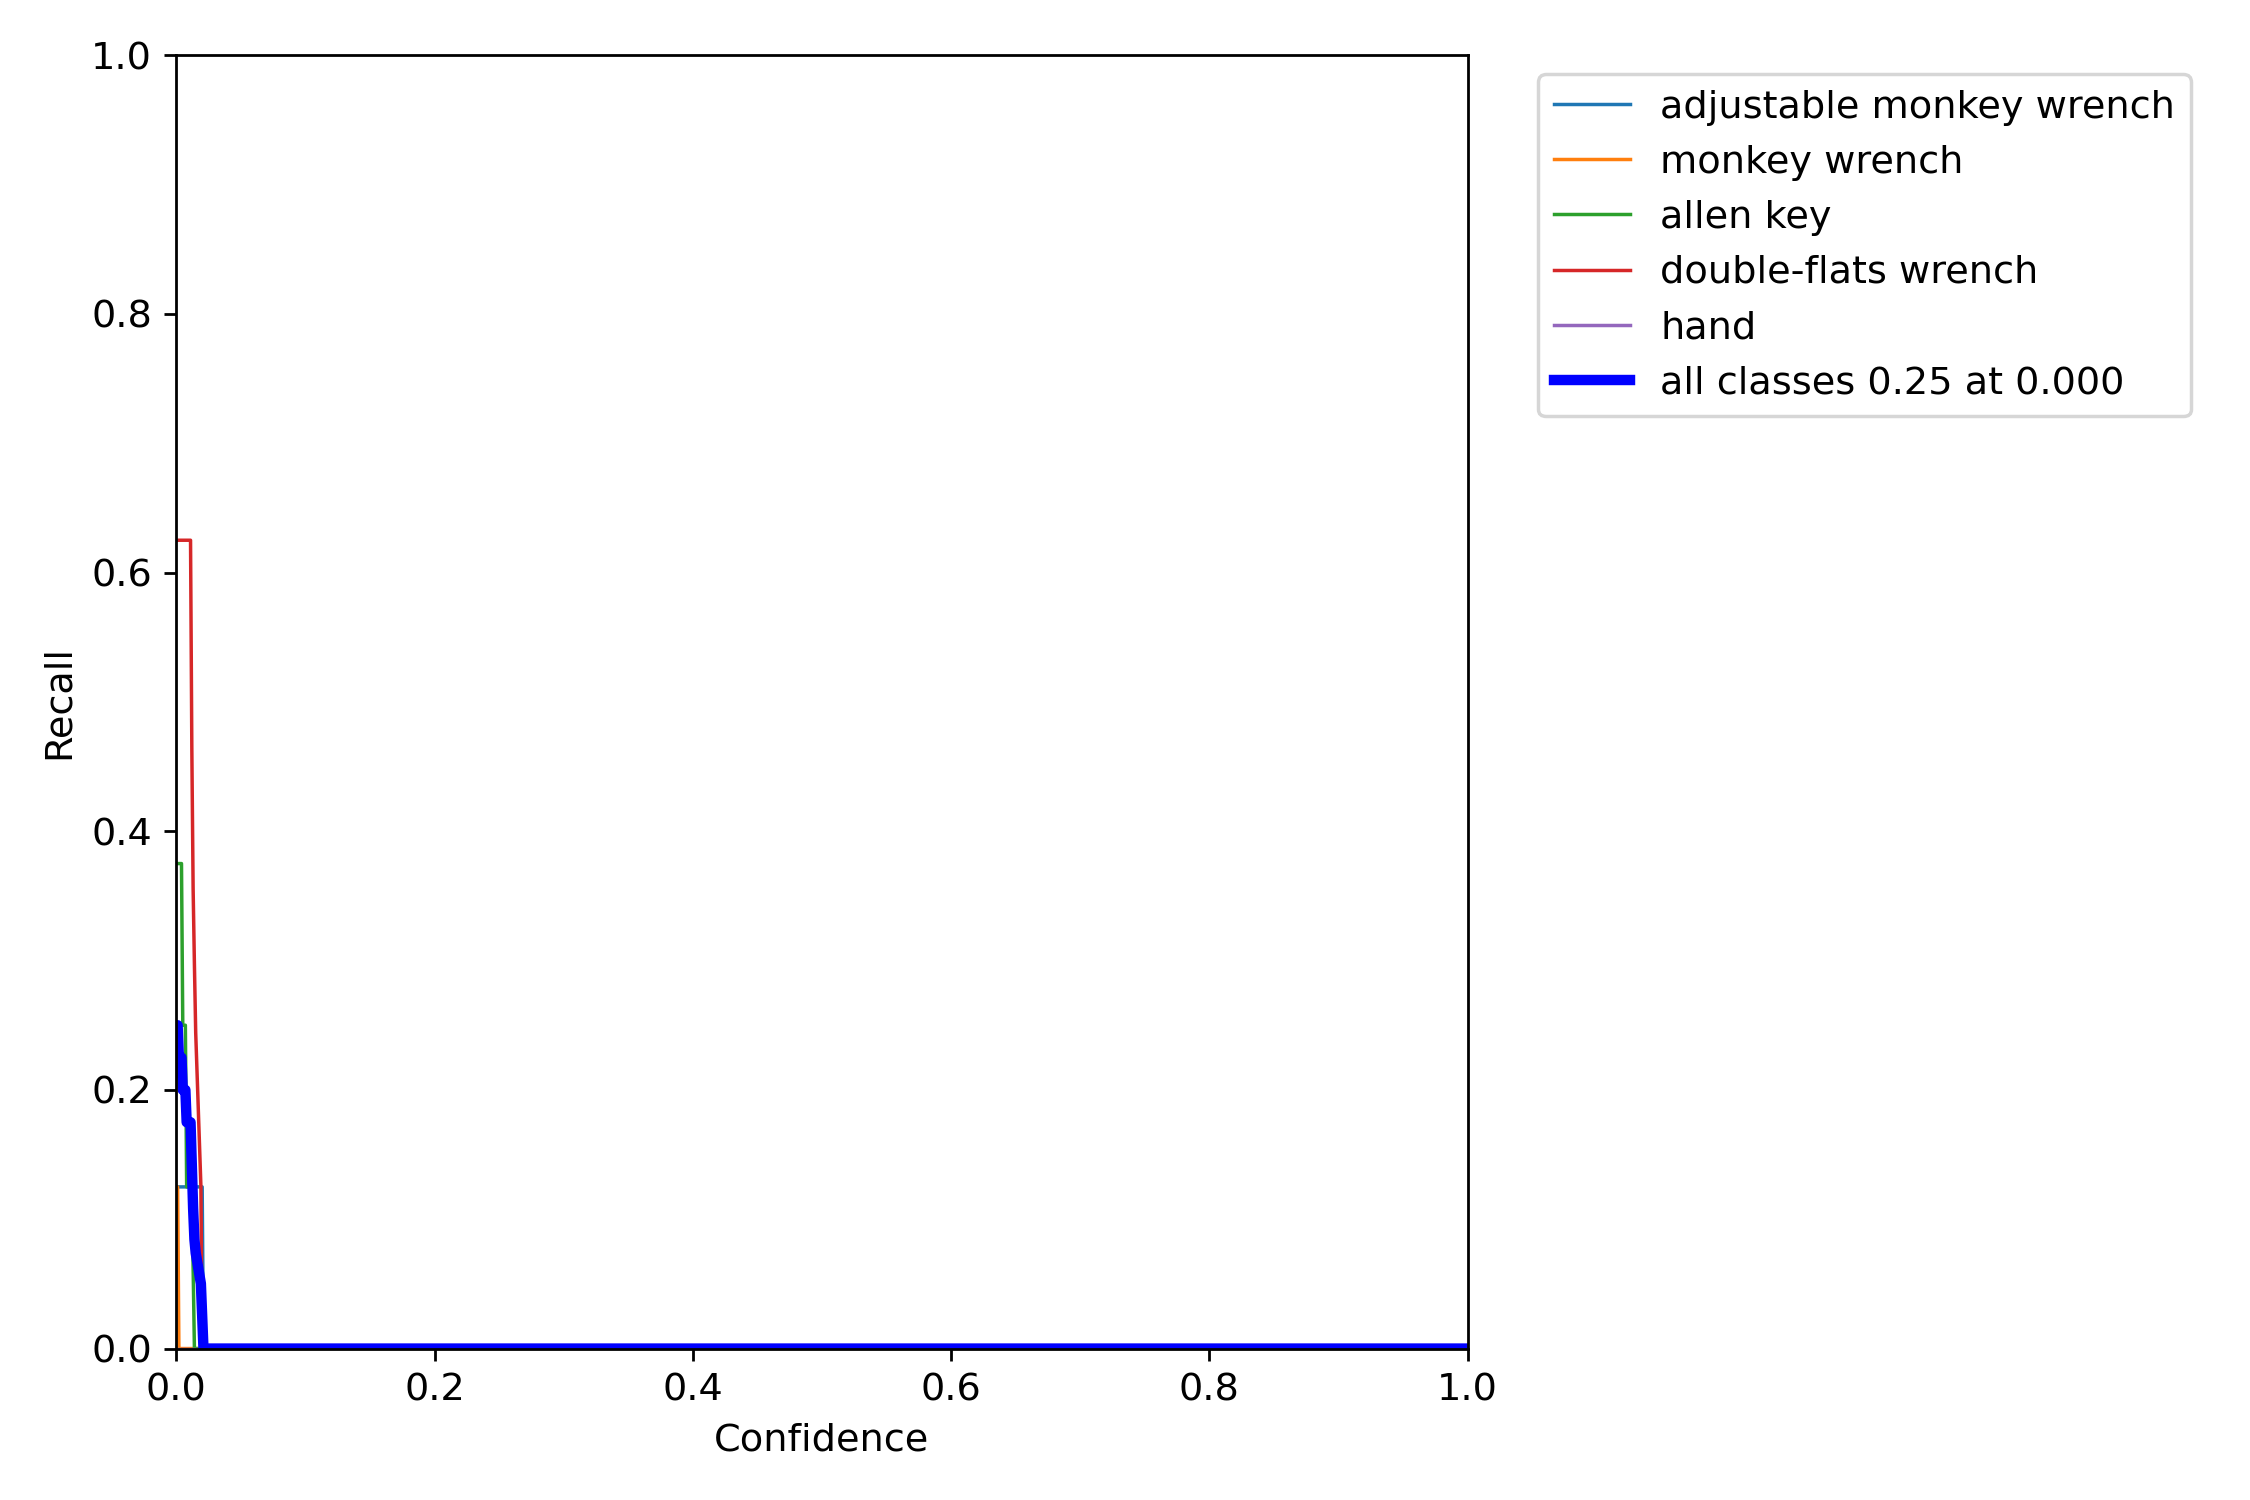 1.0
0.8
0.6
0.4
0.2
0.0
Recall
0.0 0.2 0.4 0.6 0.8 1.0
Confidence
adjustable monkey wrench
monkey wrench
allen key
double-flats wrench
hand
all classes 0.25 at 0.000